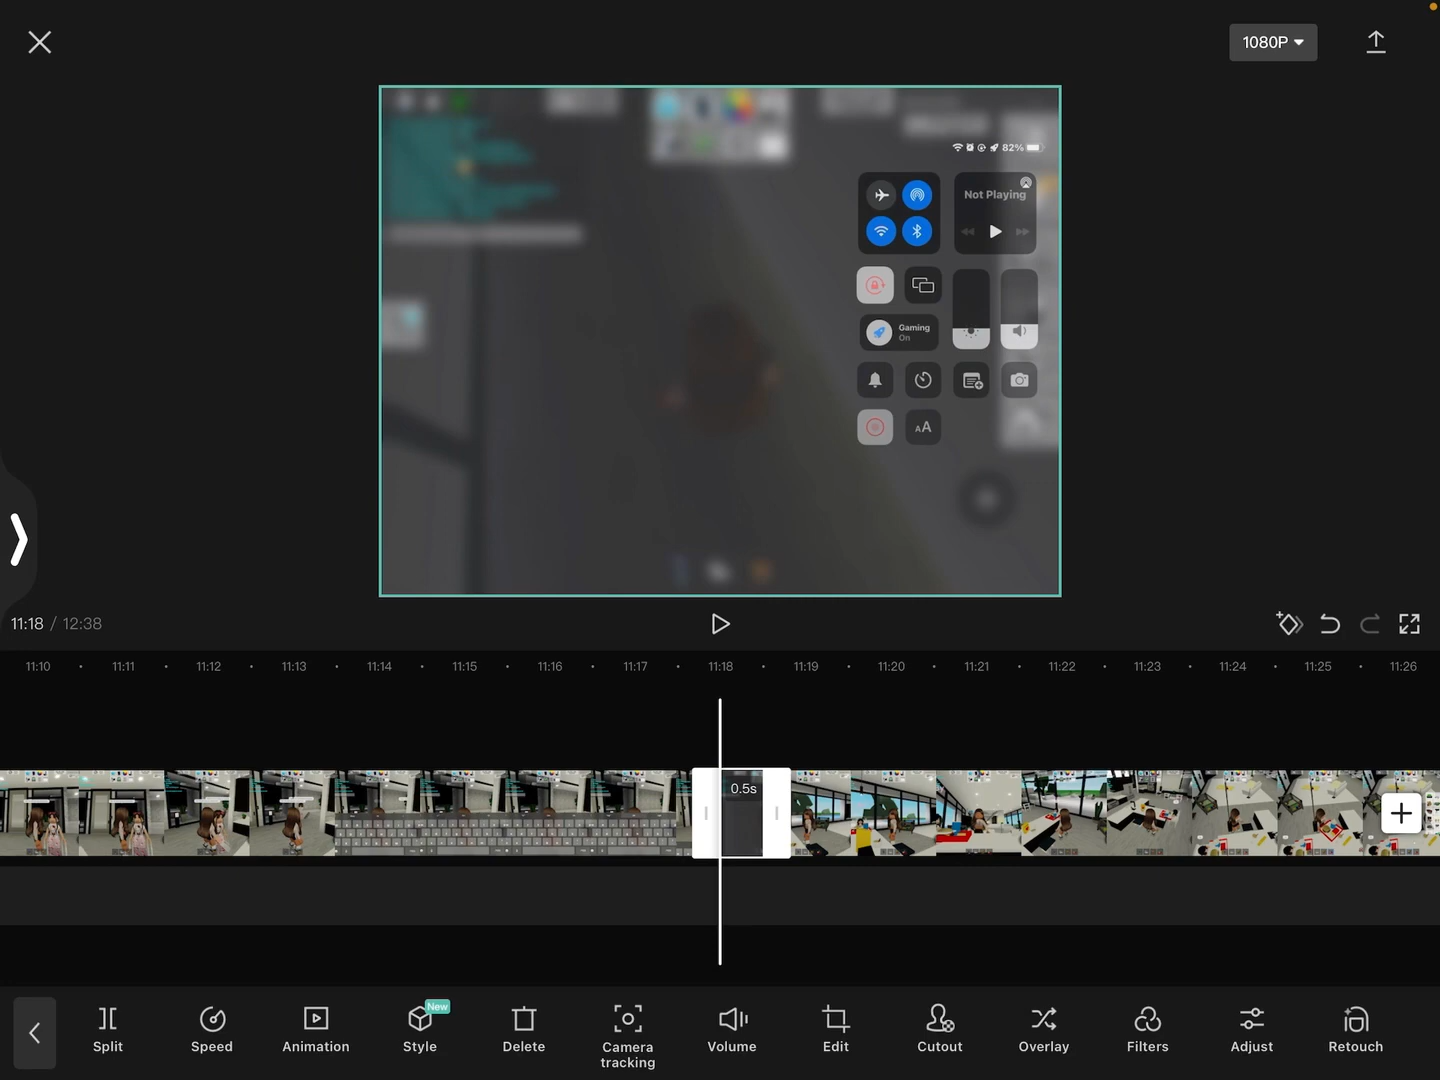 1080P
82%
Not Playing
Gaming
On
AA
11:18 / 12:38
11:10 11:11 11:12 11:13 11:14 11:15 11:16 11:17 11:18 11:19 11:20 11:21 11:22 11:23 11:24 11:25 11:26
0.5s
New
Split Speed Animation Style Delete Camera tracking Volume Edit Cutout Overlay Filters Adjust Retouch